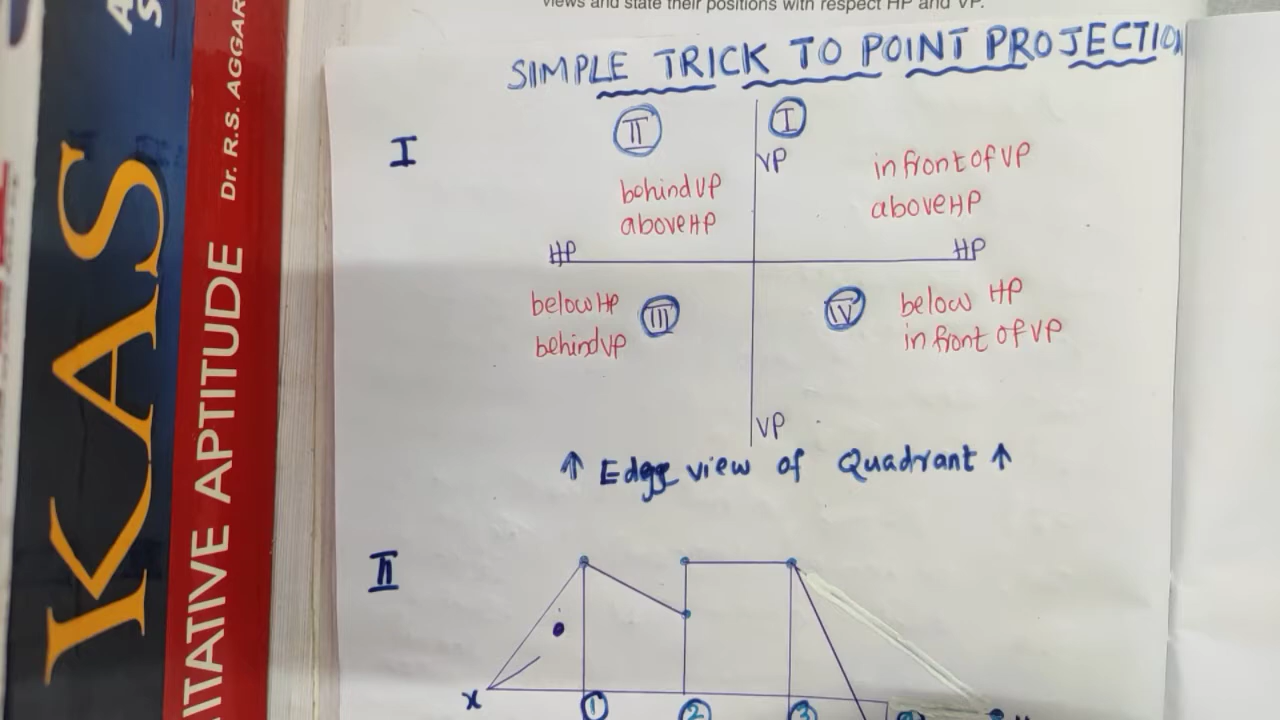 views and state their positions with respect HP and VP.
KAS
ITATIVE APTITUDE
Dr. R.S. AGGAR
SIMPLE TRICK TO POINT PROJECTION
I
II
I
VP
behind VP
above HP
in front of VP
above HP
HP
HP
below HP
behind VP
III
IV
below HP
in front of VP
VP
↑ Edge view of Quadrant ↑
II
X
1
2
3